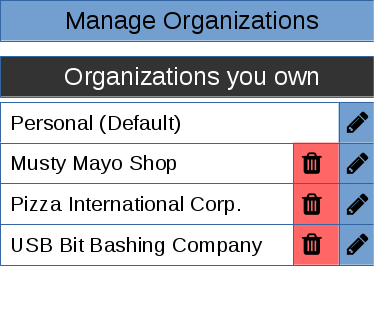 Manage Organizations
Organizations you own
Personal (Default)
Musty Mayo Shop
Pizza International Corp.
USB Bit Bashing Company